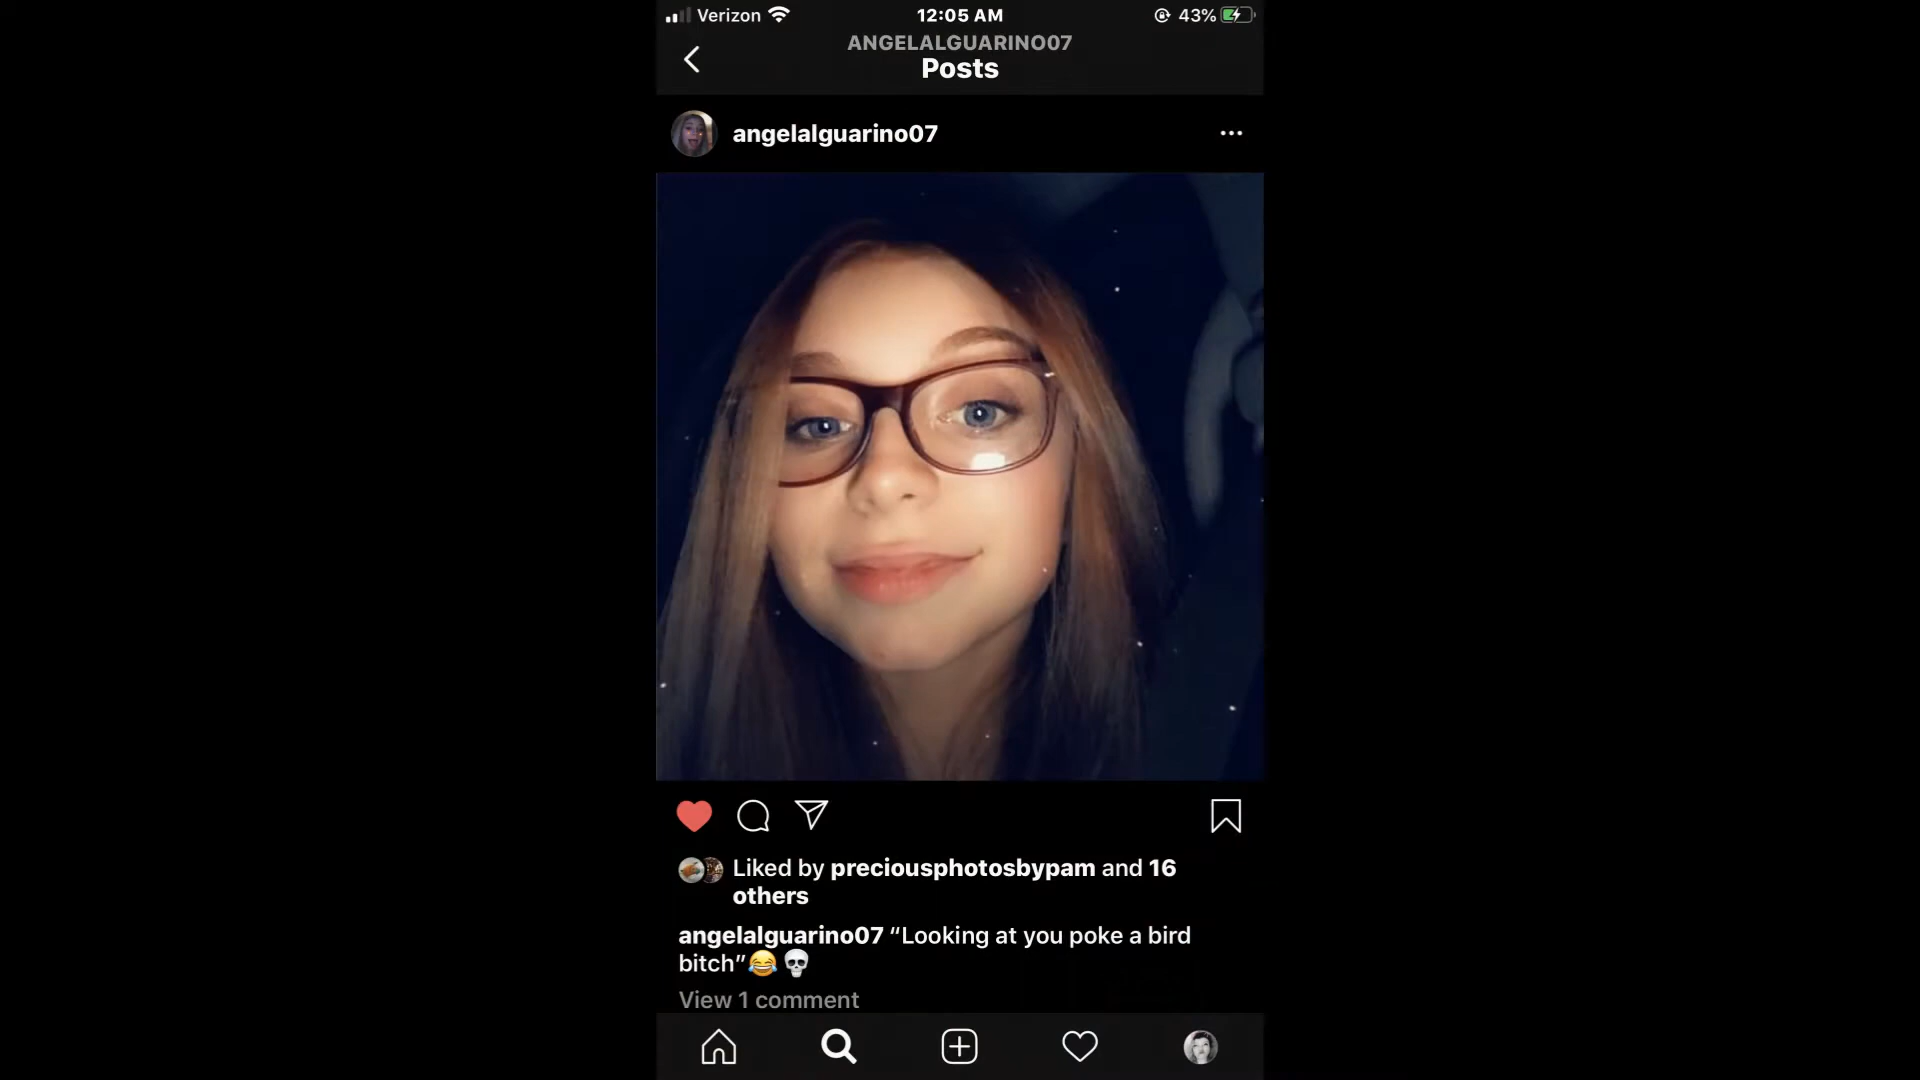 Verizon 12:05 AM 43%
ANGELALGUARINO07
Posts
angelalguarino07
Liked by preciousphotosbypam and 16
others
angelalguarino07 “Looking at you poke a bird
bitch”😂💀
View 1 comment